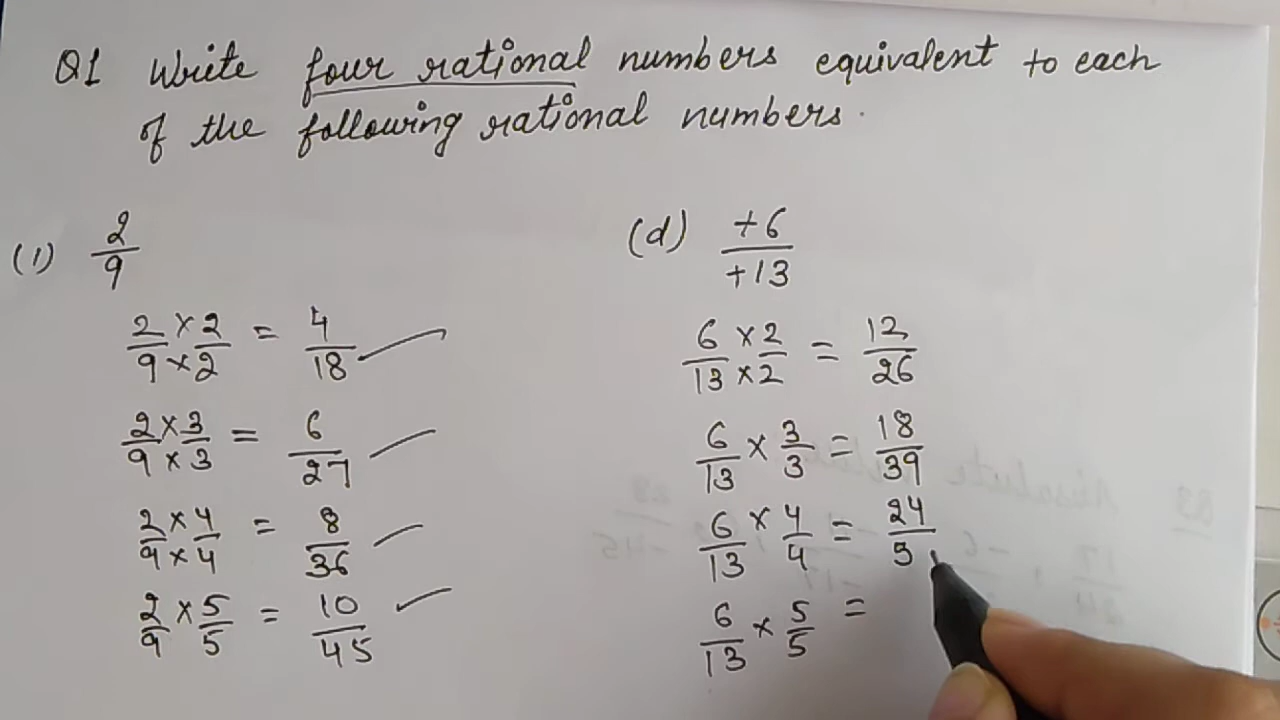 Q1 Write four rational numbers equivalent to each
of the following rational numbers.
(1) 2/9
2/9 × 2/2 = 4/18
2/9 × 3/3 = 6/27
2/9 × 4/4 = 8/36
2/9 × 5/5 = 10/45
(d) +6/+13
6/13 × 2/2 = 12/26
6/13 × 3/3 = 18/39
6/13 × 4/4 = 24/5
6/13 × 5/5 =